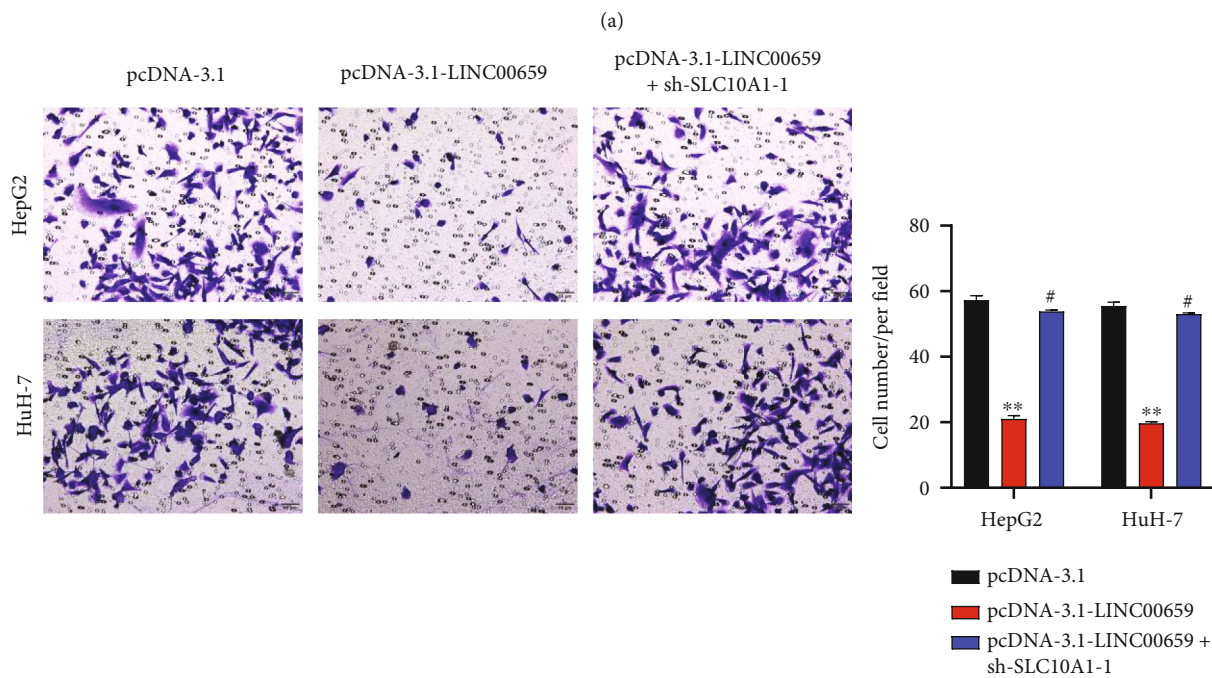 (a)
pcDNA-3.1
pcDNA-3.1-LINC00659
pcDNA-3.1-LINC00659
+ sh-SLC10A1-1
HepG2
HuH-7
Cell number/per field
80
60
40
20
0
**
#
**
#
HepG2
HuH-7
pcDNA-3.1
pcDNA-3.1-LINC00659
pcDNA-3.1-LINC00659 +
sh-SLC10A1-1